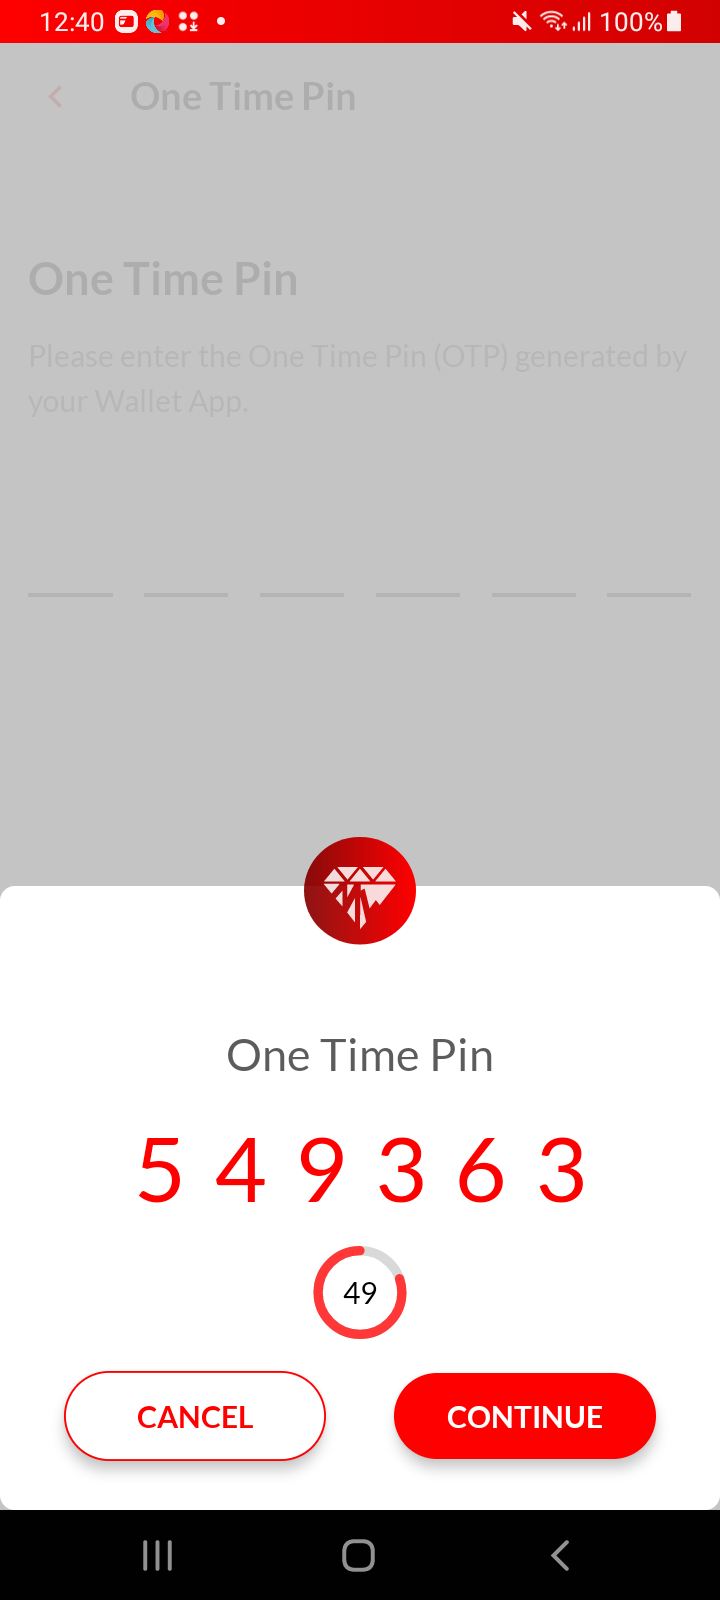 12:40 100%
One Time Pin
One Time Pin
Please enter the One Time Pin (OTP) generated by
your Wallet App.
One Time Pin
5 4 9 3 6 3
49
CANCEL CONTINUE